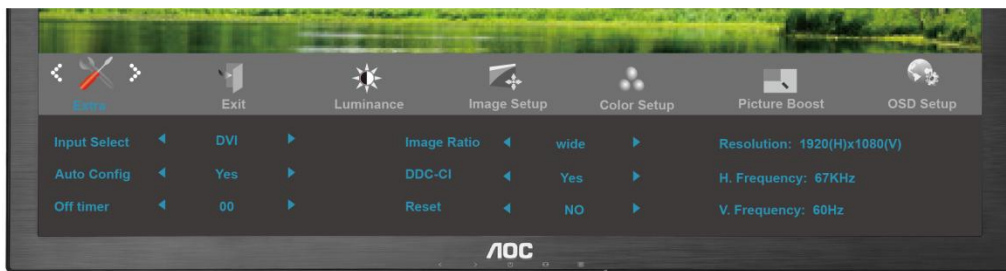 Extra Exit Luminance Image Setup Color Setup Picture Boost OSD Setup
Input Select DVI Image Ratio wide Resolution: 1920(H)x1080(V)
Auto Config Yes DDC-CI Yes H. Frequency: 67KHz
Off timer 00 Reset NO V. Frequency: 60Hz
AOC